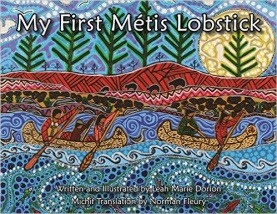 My First Métis Lobstick
Written and Illustrated by Leah Marie Dorion
Michif Translation by Norman Fleury